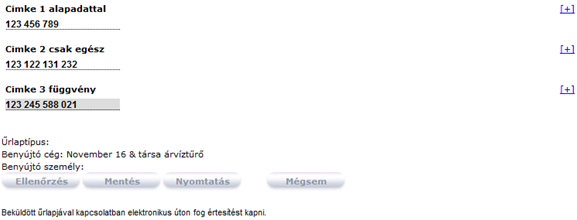 Cimke 1 alapadattal [+]
123 456 789
Cimke 2 csak egész [+]
123 122 131 232
Cimke 3 függvény [+]
123 245 588 021
Űrlaptípus:
Benyújtó cég: November 16 & társa árvíztűrő
Benyújtó személy:
Ellenőrzés Mentés Nyomtatás Mégsem
Beküldött űrlapjával kapcsolatban elektronikus úton fog értesítést kapni.